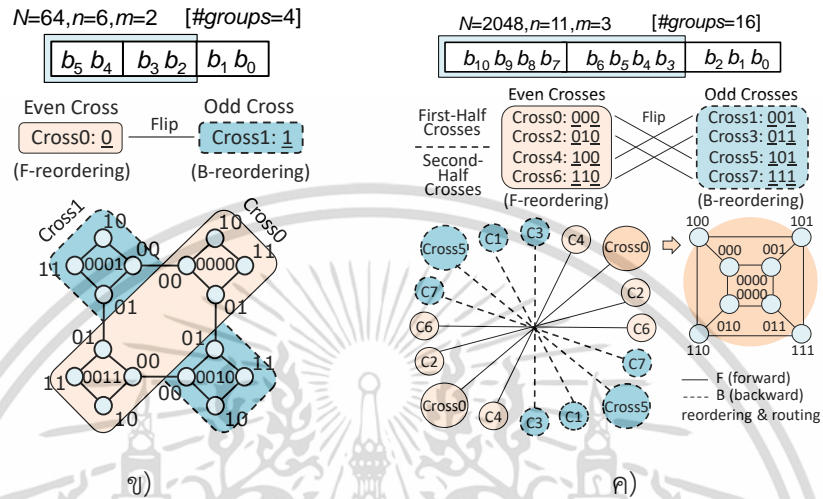 N=64,n=6,m=2 [#groups=4]
b5 b4 b3 b2 b1 b0
Even Cross
Cross0: 0
(F-reordering)
Flip
Odd Cross
Cross1: 1
(B-reordering)
Cross1
Cross0
10
00
11
0001
01
10
11
0000
00
01
01
11
0011
00
10
11
0010
00
10
ข)
N=2048,n=11,m=3 [#groups=16]
b10 b9 b8 b7 b6 b5 b4 b3 b2 b1 b0
First-Half
Crosses
Second-
Half
Crosses
Even Crosses
Cross0: 000
Cross2: 010
Cross4: 100
Cross6: 110
(F-reordering)
Flip
Odd Crosses
Cross1: 001
Cross3: 011
Cross5: 101
Cross7: 111
(B-reordering)
C3
C1
C4
Cross5
Cross0
C7
C2
C6
C6
C2
C7
Cross0
Cross5
C4
C3
C1
100
101
000
001
0000
0000
010
011
110
111
F (forward)
B (backward)
reordering & routing
ค)